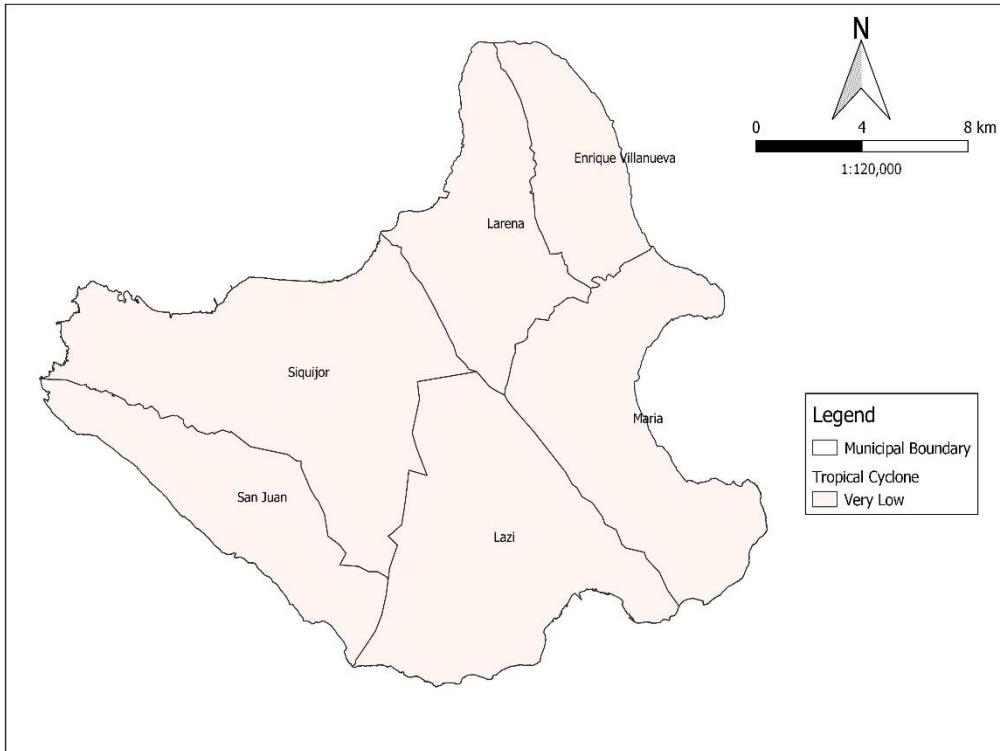 N
0 4 8 km
1:120,000
Enrique Villanueva
Larena
Siquijor
Maria
San Juan
Lazi
Legend
Municipal Boundary
Tropical Cyclone
Very Low